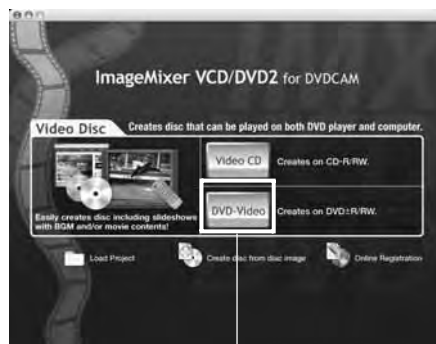 ImageMixer VCD/DVD2 for DVDCAM
Video Disc
Creates disc that can be played on both DVD player and computer.
Video CD
Creates on CD-R/RW.
DVD-Video
Creates on DVD±R/RW.
Easily creates disc including slideshows
with BGM and/or movie contents!
Load Project
Create disc from disc image
Online Registration